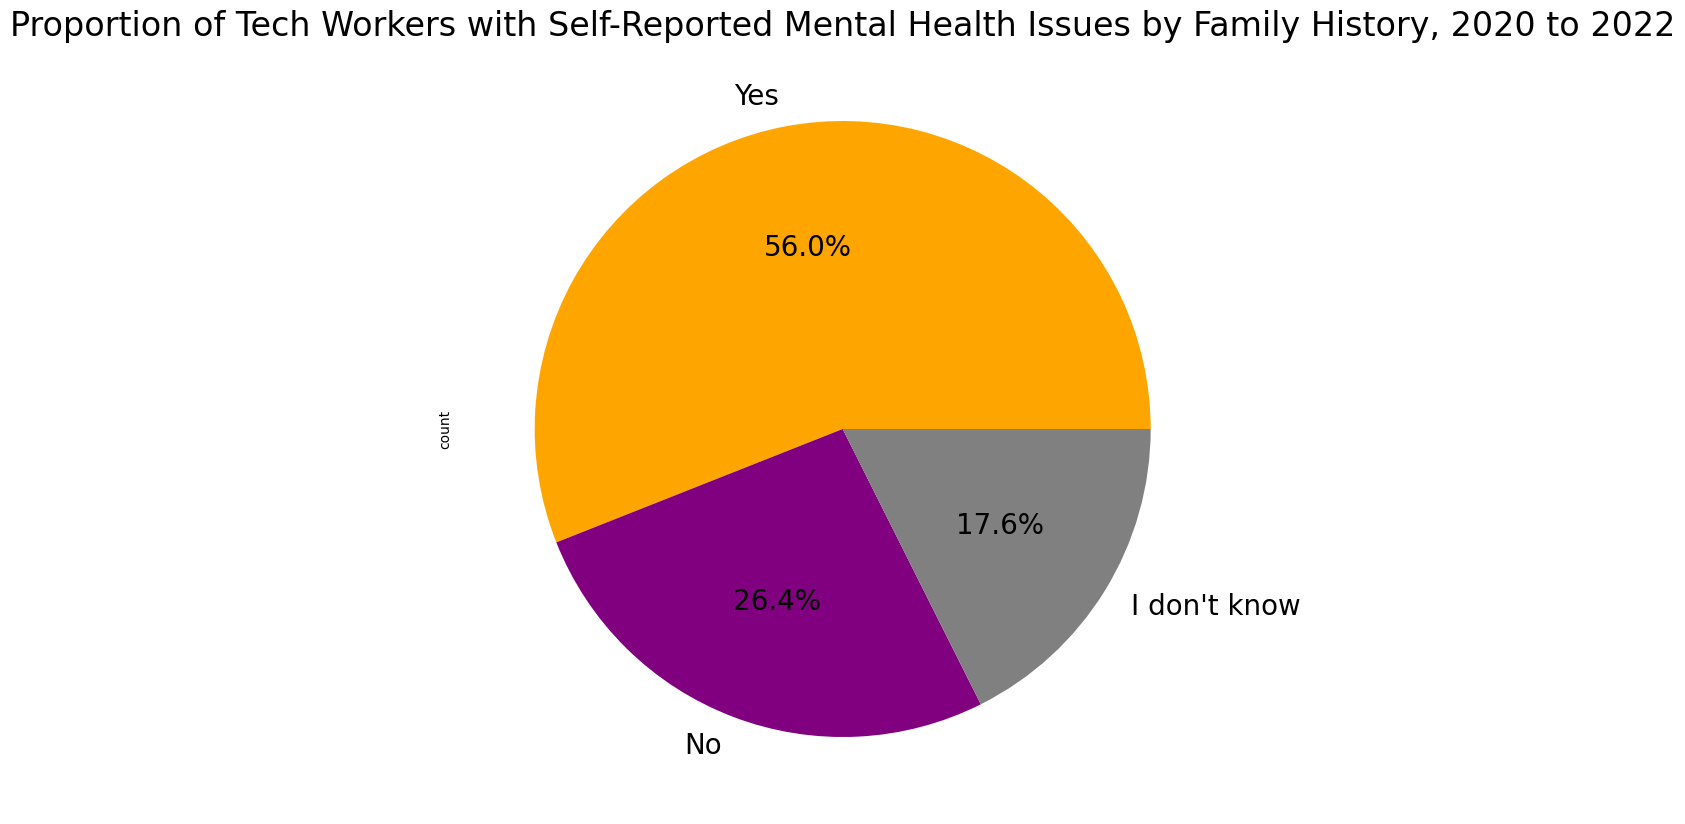 Proportion of Tech Workers with Self-Reported Mental Health Issues by Family History, 2020 to 2022
Yes
56.0%
count
17.6%
26.4%
I don't know
No